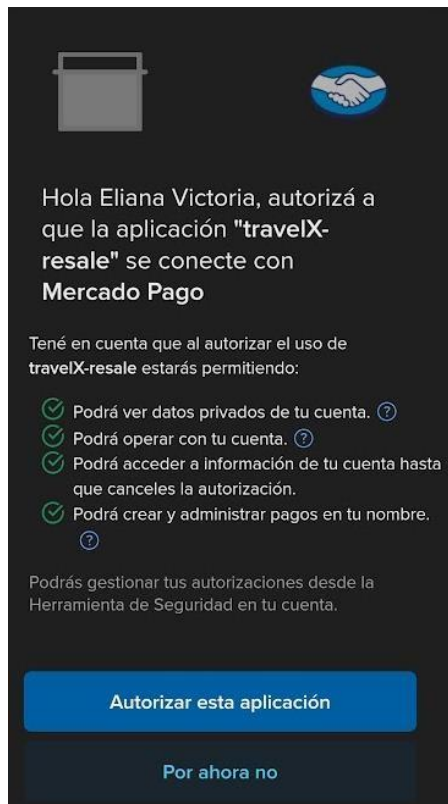 Hola Eliana Victoria, autorizá a
que la aplicación "travelX-
resale" se conecte con
Mercado Pago
Tené en cuenta que al autorizar el uso de
travelX-resale estarás permitiendo:
Podrá ver datos privados de tu cuenta. ?
Podrá operar con tu cuenta. ?
Podrá acceder a información de tu cuenta hasta
que canceles la autorización.
Podrá crear y administrar pagos en tu nombre.
?
Podrás gestionar tus autorizaciones desde la
Herramienta de Seguridad en tu cuenta.
Autorizar esta aplicación
Por ahora no